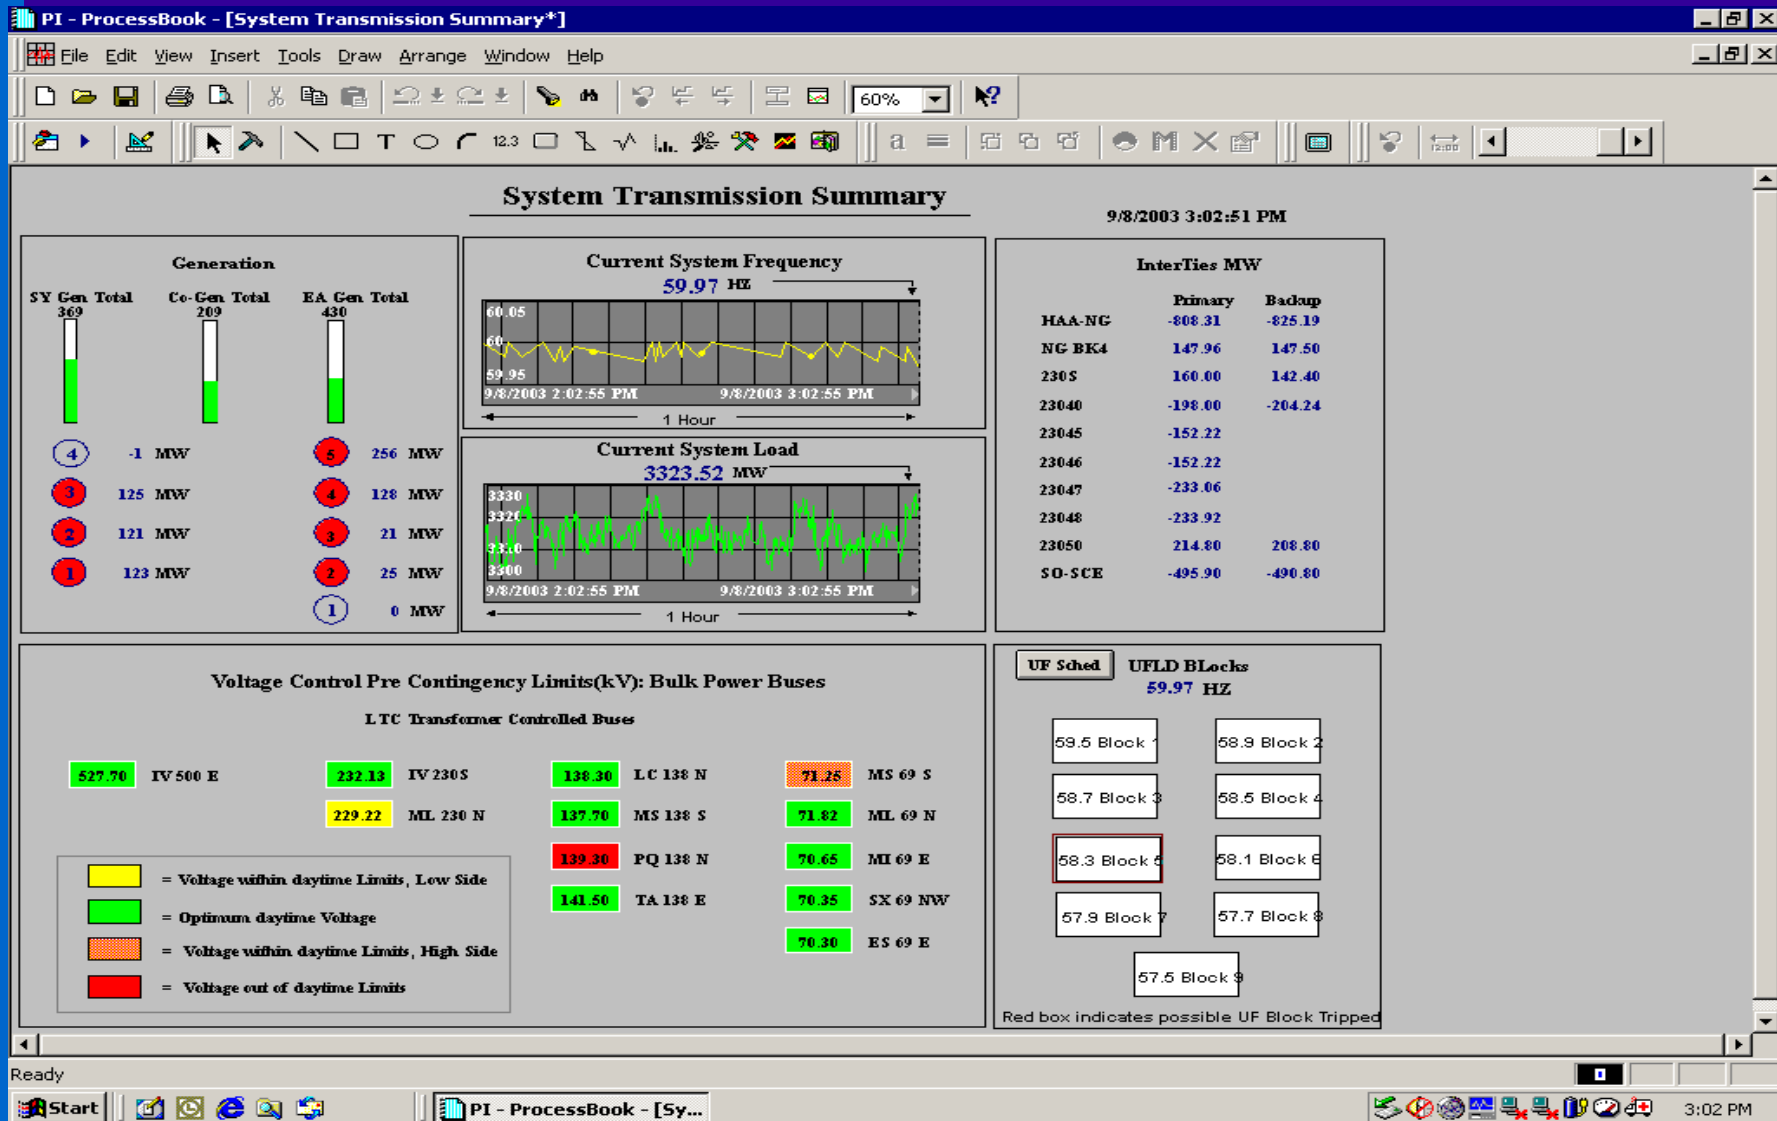 PI - ProcessBook - [System Transmission Summary*]
File Edit View Insert Tools Draw Arrange Window Help
60%
T 12.3 a 12:00
System Transmission Summary
9/8/2003 3:02:51 PM
Generation
SY Gen Total Co-Gen Total EA Gen Total
369 209 430
4 -1 MW 5 256 MW
3 125 MW 4 128 MW
2 121 MW 3 21 MW
1 123 MW 2 25 MW
1 0 MW
Current System Frequency
59.97 HZ
60.05
60
59.95
9/8/2003 2:02:55 PM 9/8/2003 3:02:55 PM
1 Hour
Current System Load
3323.52 MW
3330
3320
3310
3300
9/8/2003 2:02:55 PM 9/8/2003 3:02:55 PM
1 Hour
InterTies MW
Primary Backup
HAA-NG -808.31 -825.19
NG BK4 147.96 147.50
230S 160.00 142.40
23040 -198.00 -204.24
23045 -152.22
23046 -152.22
23047 -233.06
23048 -233.92
23050 214.80 208.80
SO-SCE -495.90 -490.80
Voltage Control Pre Contingency Limits(kV): Bulk Power Buses
LTC Transformer Controlled Buses
527.70 IV 500 E 232.13 IV 230S 138.30 LC 138 N 71.25 MS 69 S
229.22 ML 230 N 137.70 MS 138 S 71.82 ML 69 N
139.30 PQ 138 N 70.65 MI 69 E
141.50 TA 138 E 70.35 SX 69 NW
70.30 ES 69 E
= Voltage within daytime Limits, Low Side
= Optimum daytime Voltage
= Voltage within daytime Limits, High Side
= Voltage out of daytime Limits
UF Sched UFLD BLocks
59.97 HZ
59.5 Block 1 58.9 Block 2
58.7 Block 3 58.5 Block 4
58.3 Block 5 58.1 Block 6
57.9 Block 7 57.7 Block 8
57.5 Block 9
Red box indicates possible UF Block Tripped
Ready
Start PI - ProcessBook - [Sy... 3:02 PM